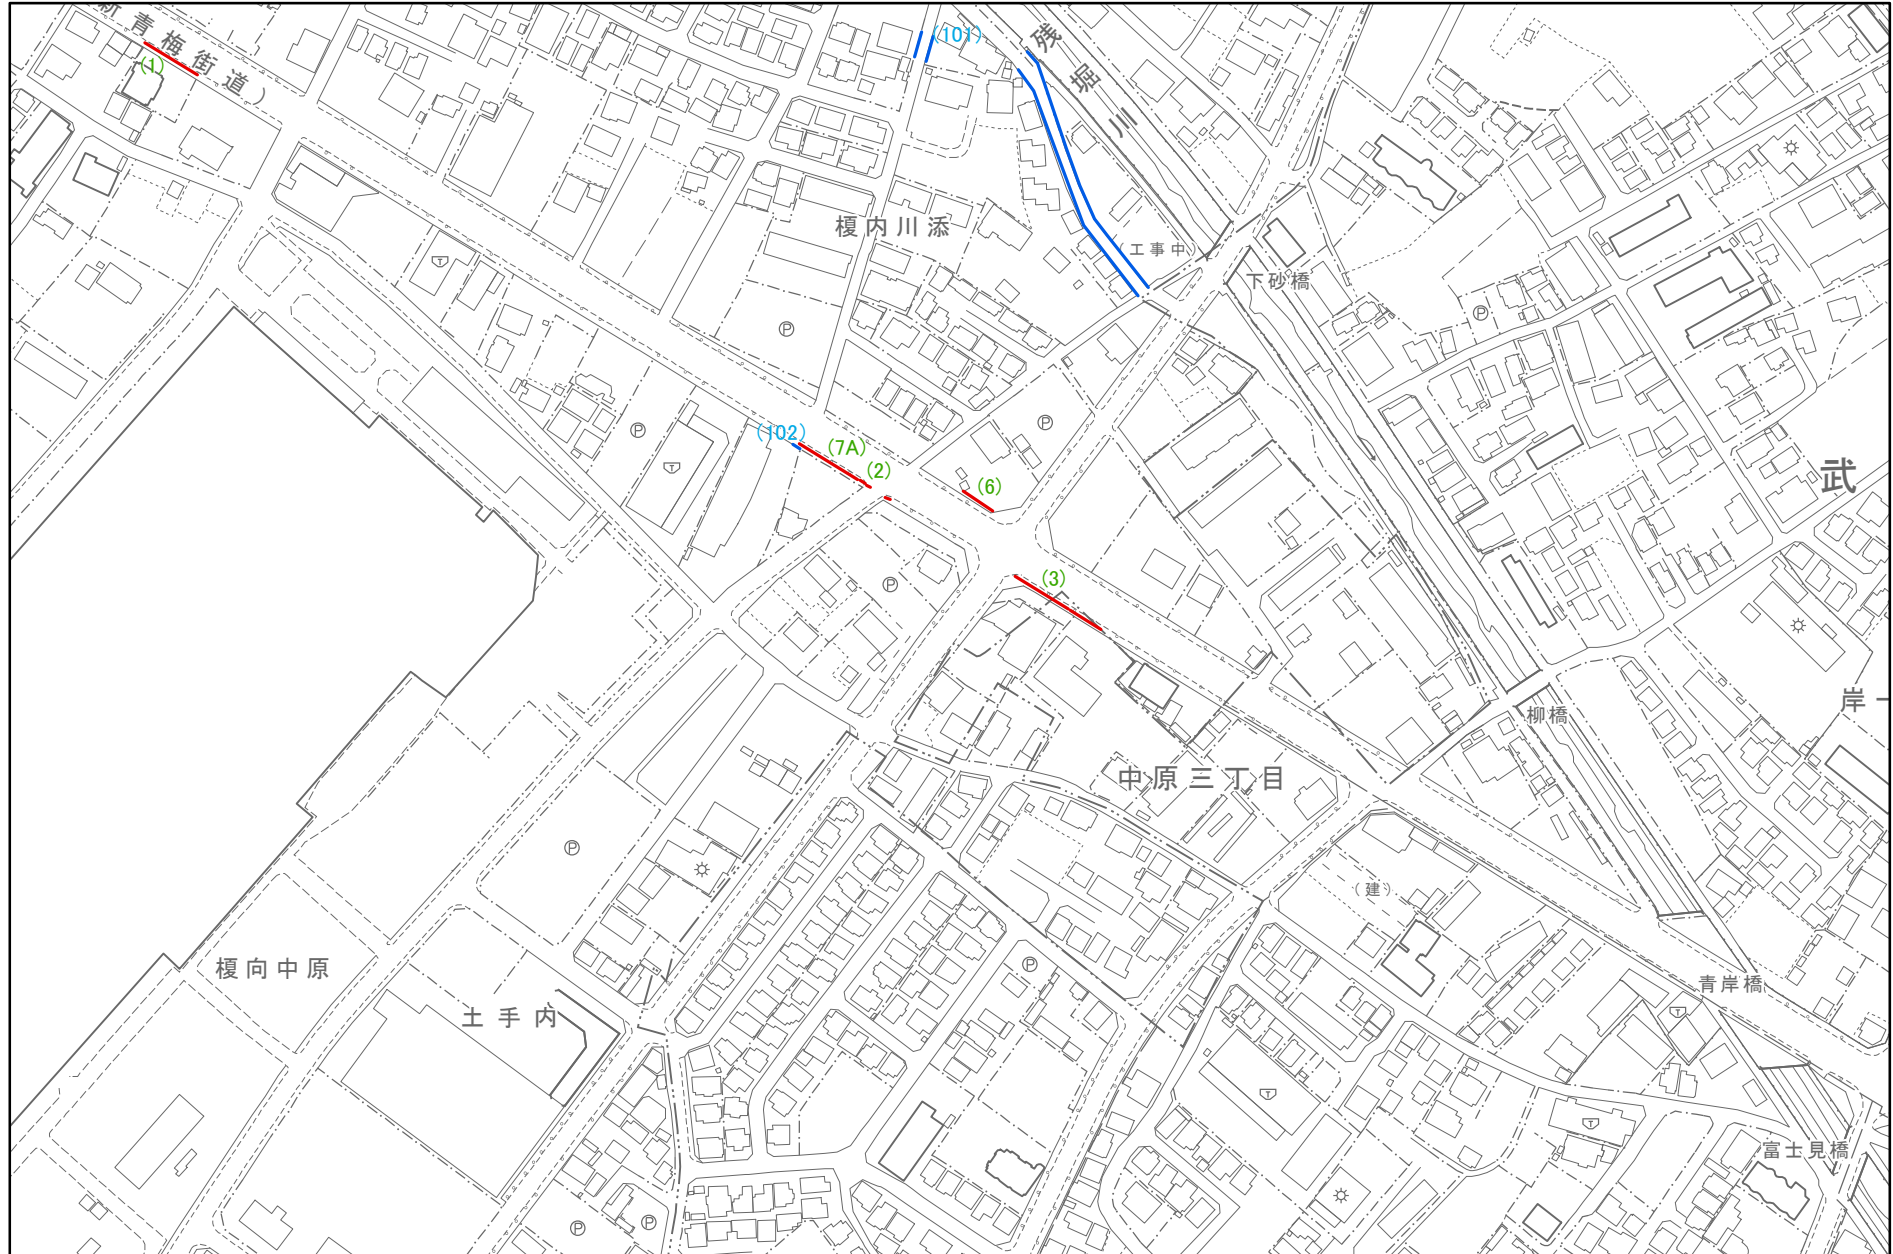 新青梅街道)
(1)
(101)
残堀川
榎内川添
(工事中)
下砂橋
(102)
(7A)
(2)
(6)
(3)
武
岸一
柳橋
中原三丁目
(建)
榎向中原
土手内
青岸橋
富士見橋
Ⓟ
Ⓟ
Ⓟ
Ⓟ
Ⓟ
Ⓟ
Ⓟ
Ⓟ
Ⓟ